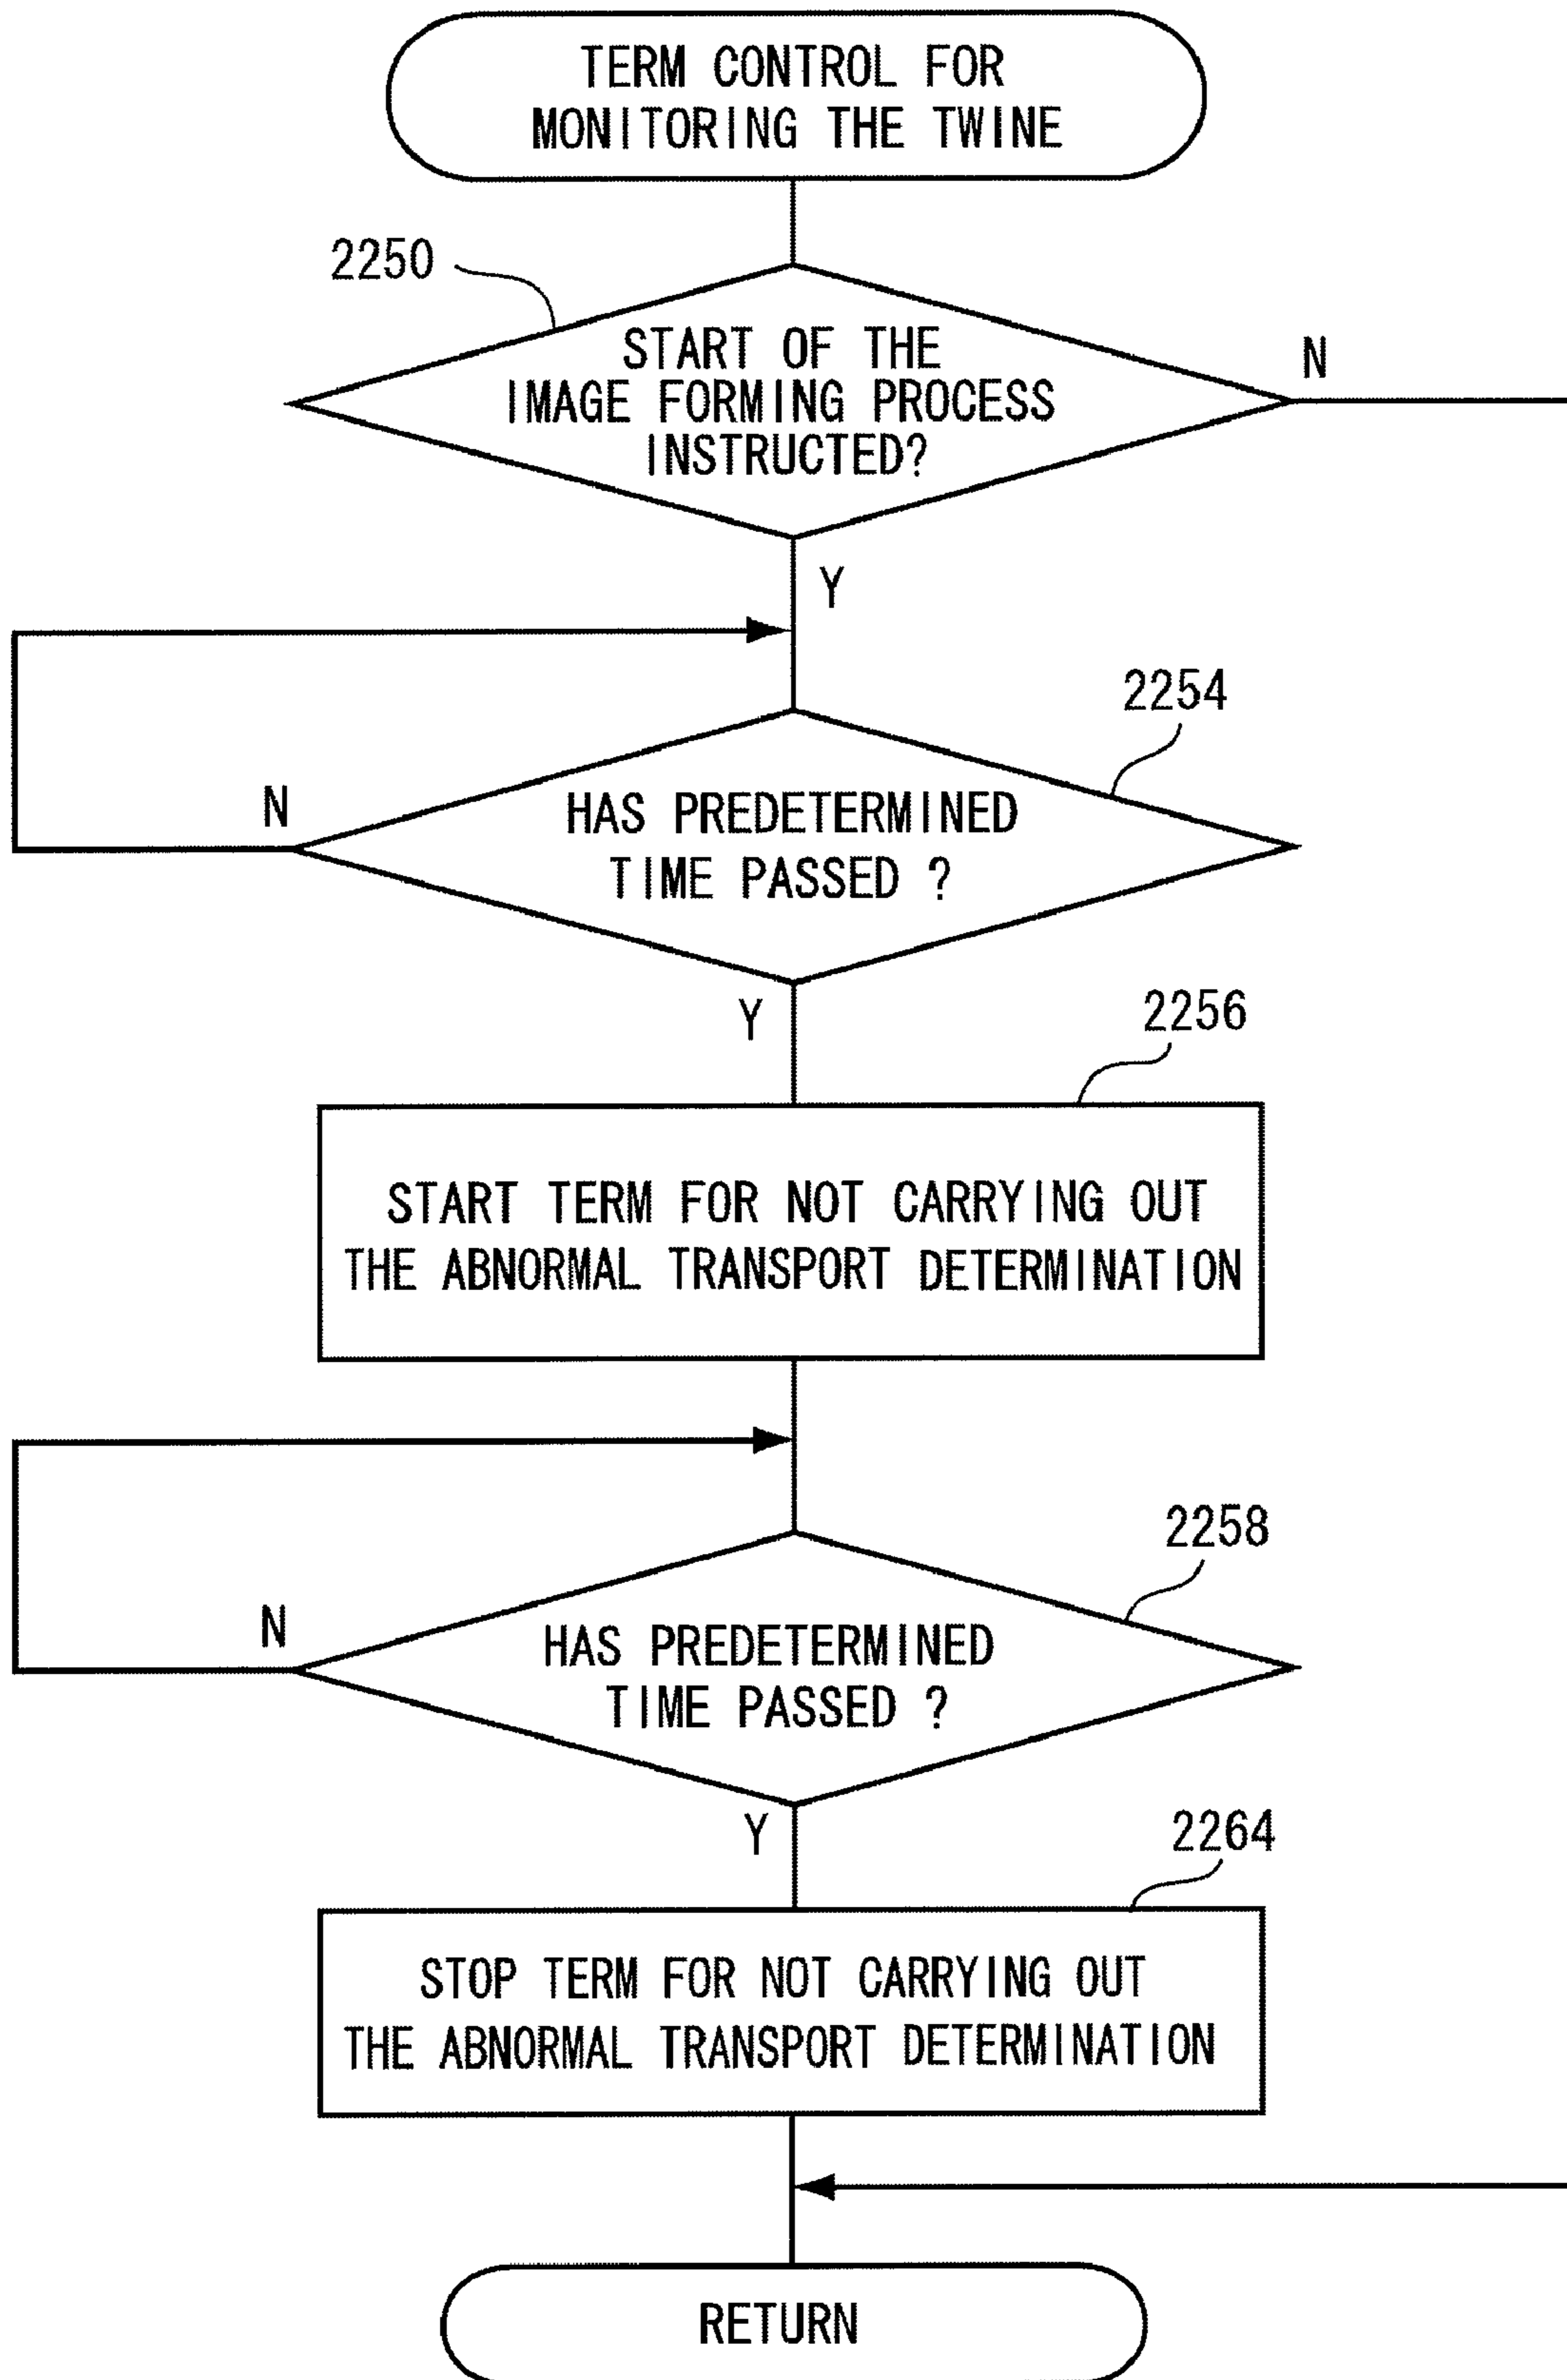 TERM CONTROL FOR
MONITORING THE TWINE
2250
START OF THE
IMAGE FORMING PROCESS
INSTRUCTED?
N
Y
2254
N
HAS PREDETERMINED
TIME PASSED ?
Y
2256
START TERM FOR NOT CARRYING OUT
THE ABNORMAL TRANSPORT DETERMINATION
2258
N
HAS PREDETERMINED
TIME PASSED ?
Y
2264
STOP TERM FOR NOT CARRYING OUT
THE ABNORMAL TRANSPORT DETERMINATION
RETURN